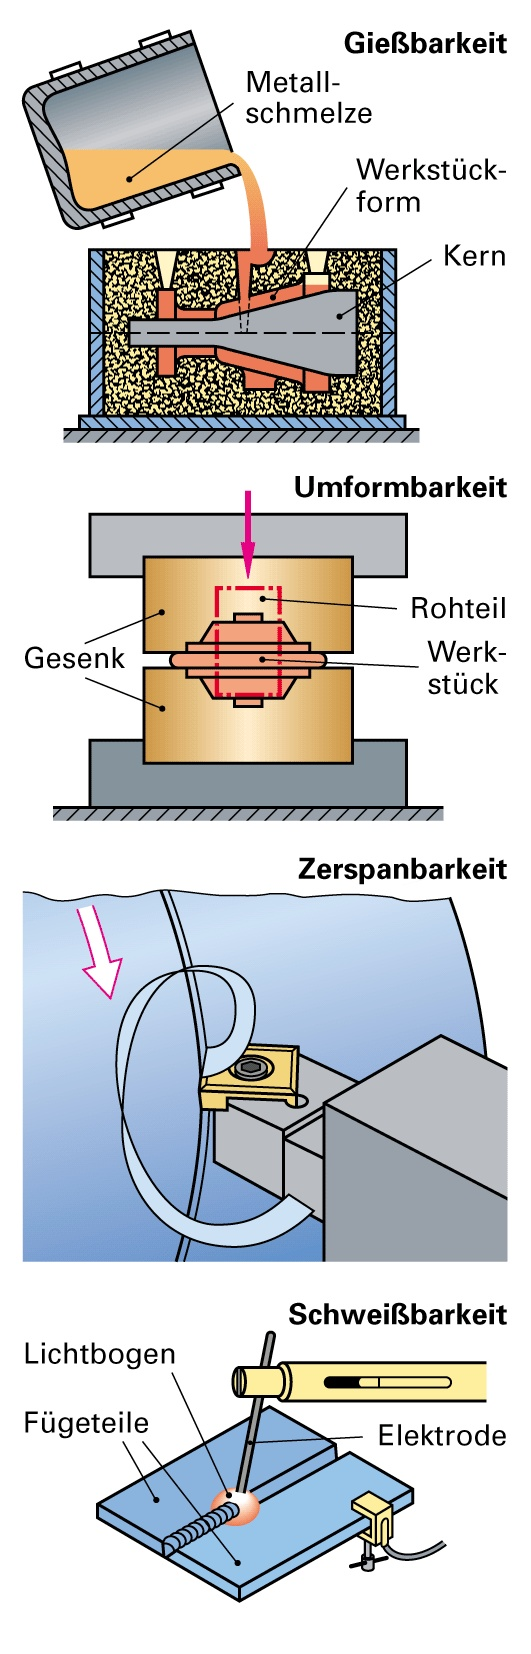 Gießbarkeit
Metall-
schmelze
Werkstück-
form
Kern
Umformbarkeit
Rohteil
Gesenk
Werk-
stück
Zerspanbarkeit
Schweißbarkeit
Lichtbogen
Fügeteile
Elektrode